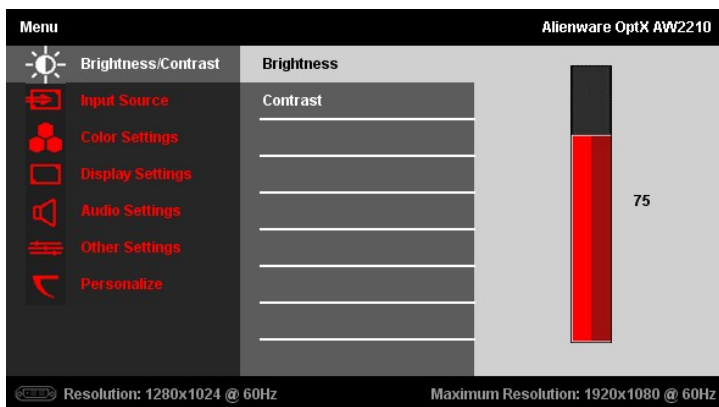 Menu Alienware OptX AW2210
Brightness/Contrast Brightness
Input Source Contrast
Color Settings
Display Settings
Audio Settings
75
Other Settings
Personalize
Resolution: 1280x1024 @ 60Hz Maximum Resolution: 1920x1080 @ 60Hz